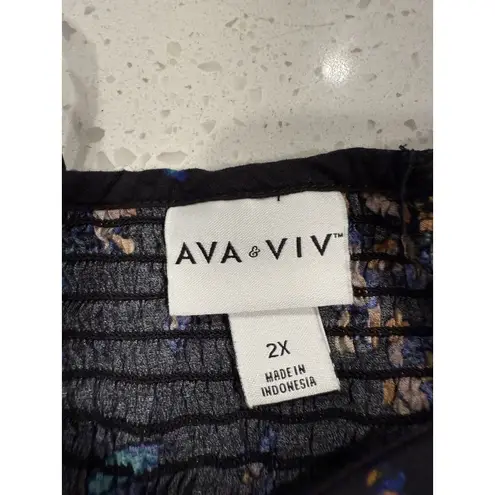 AVA & VIV™
2X
MADE IN
INDONESIA